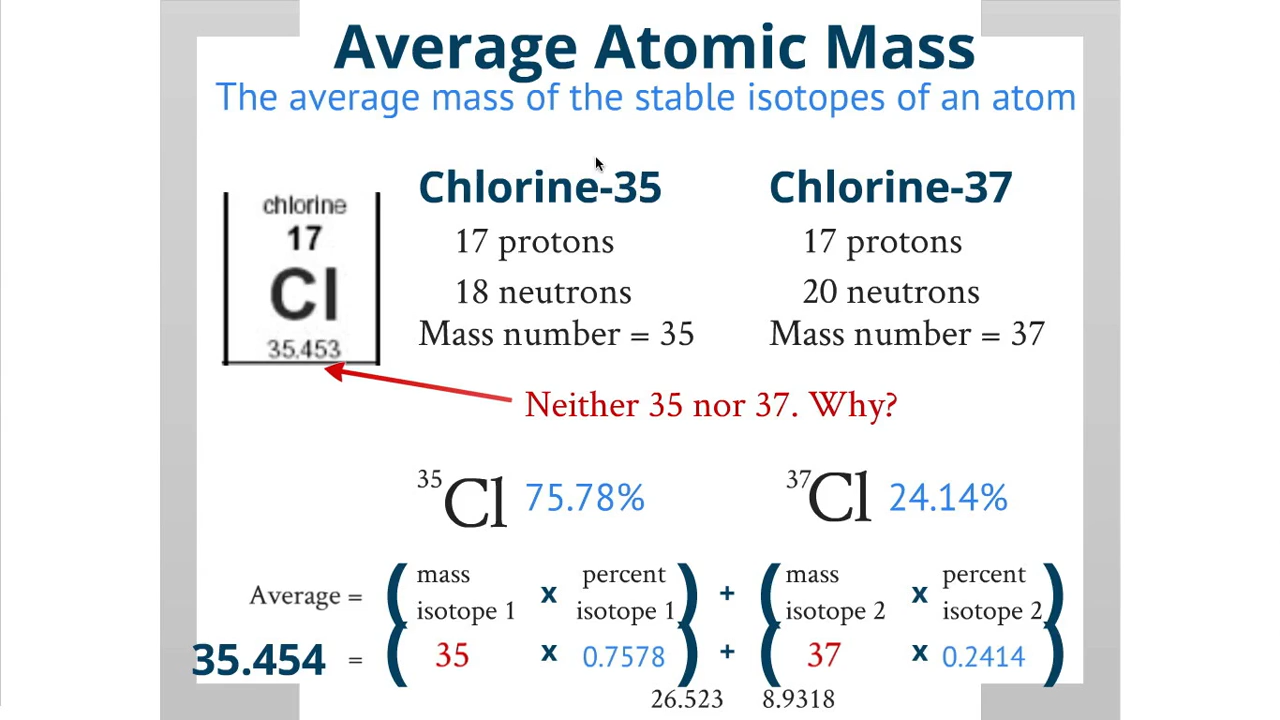 Average Atomic Mass
The average mass of the stable isotopes of an atom
chlorine
17
Cl
35.453
Chlorine-35
17 protons
18 neutrons
Mass number = 35
Chlorine-37
17 protons
20 neutrons
Mass number = 37
Neither 35 nor 37. Why?
35Cl 75.78%
37Cl 24.14%
Average = ( mass isotope 1 x percent isotope 1 ) + ( mass isotope 2 x percent isotope 2 )
35.454 = ( 35 x 0.7578 ) + ( 37 x 0.2414 )
26.523 8.9318